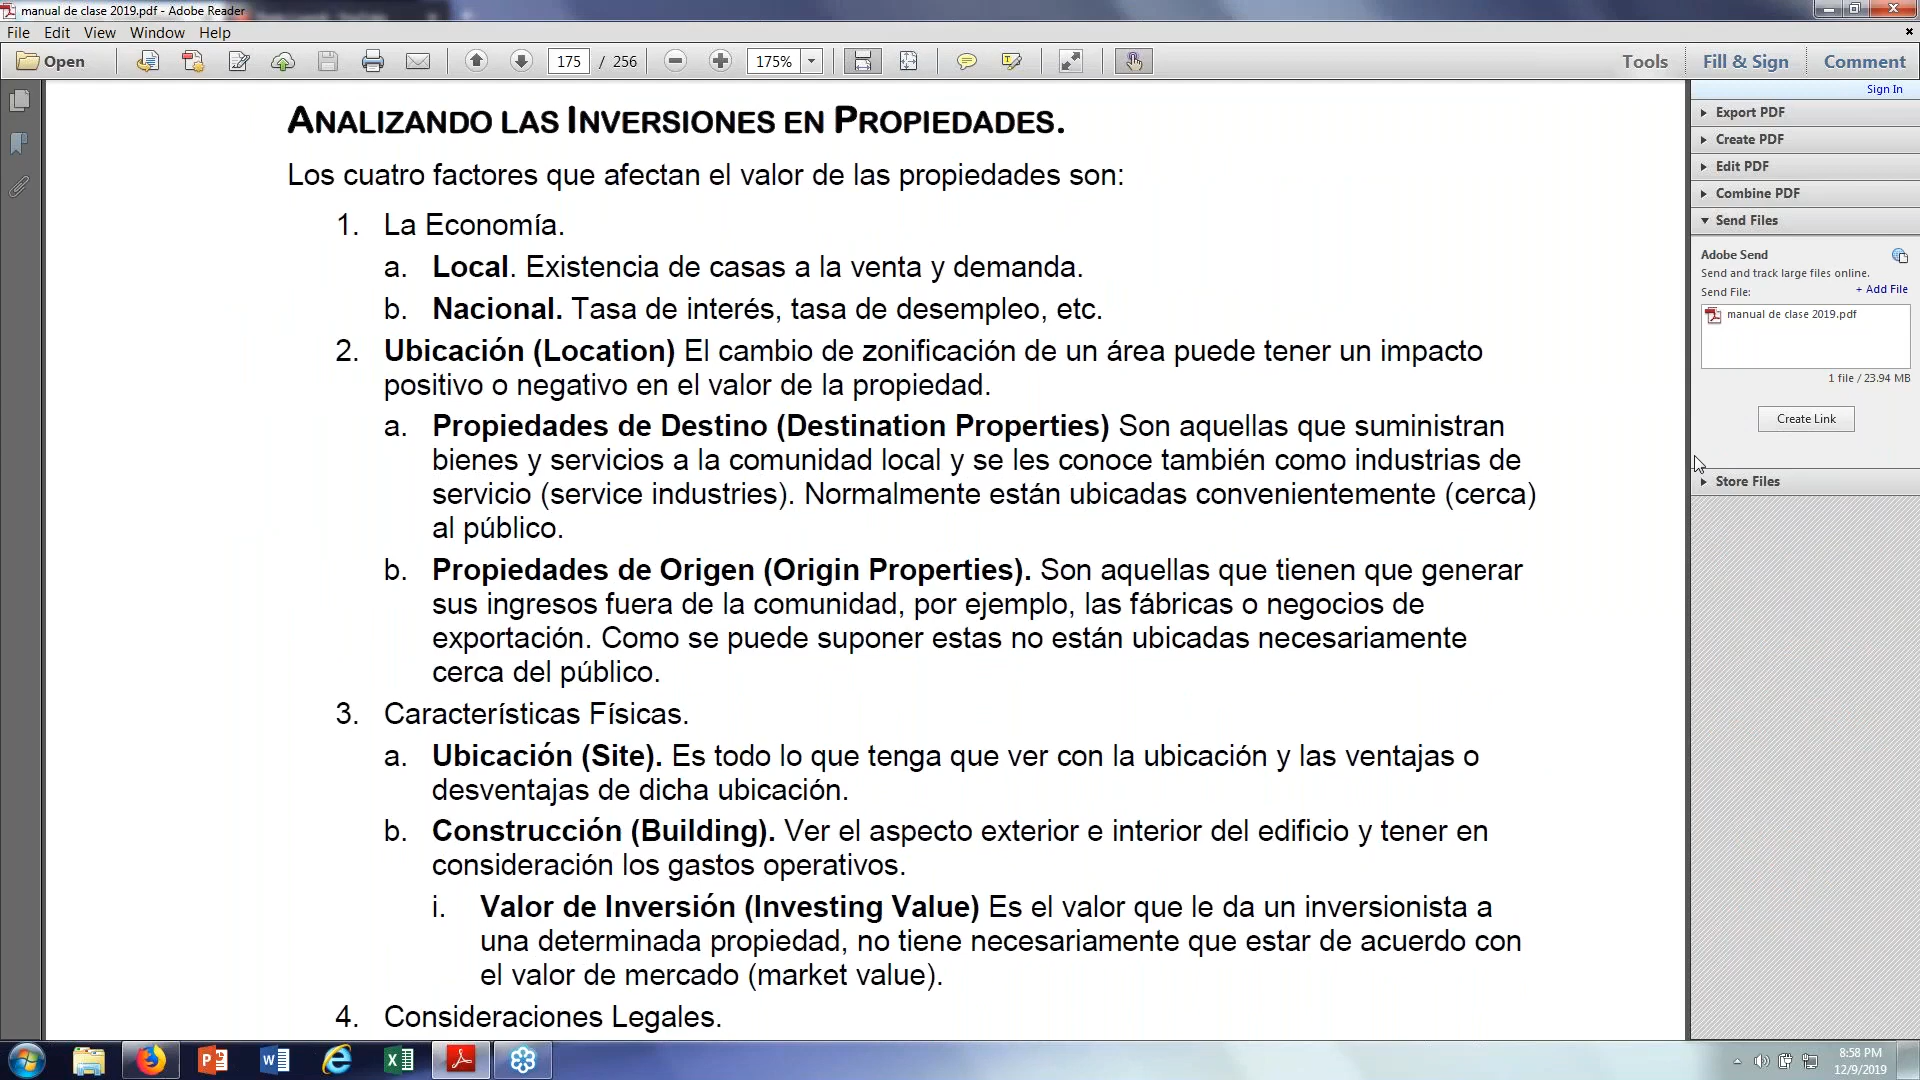 manual de clase 2019.pdf - Adobe Reader
File Edit View Window Help
Open 175 / 256 175% Tools Fill & Sign Comment
Sign In
ANALIZANDO LAS INVERSIONES EN PROPIEDADES.
Los cuatro factores que afectan el valor de las propiedades son:
1. La Economía.
a. Local. Existencia de casas a la venta y demanda.
b. Nacional. Tasa de interés, tasa de desempleo, etc.
2. Ubicación (Location) El cambio de zonificación de un área puede tener un impacto
positivo o negativo en el valor de la propiedad.
a. Propiedades de Destino (Destination Properties) Son aquellas que suministran
bienes y servicios a la comunidad local y se les conoce también como industrias de
servicio (service industries). Normalmente están ubicadas convenientemente (cerca)
al público.
b. Propiedades de Origen (Origin Properties). Son aquellas que tienen que generar
sus ingresos fuera de la comunidad, por ejemplo, las fábricas o negocios de
exportación. Como se puede suponer estas no están ubicadas necesariamente
cerca del público.
3. Características Físicas.
a. Ubicación (Site). Es todo lo que tenga que ver con la ubicación y las ventajas o
desventajas de dicha ubicación.
b. Construcción (Building). Ver el aspecto exterior e interior del edificio y tener en
consideración los gastos operativos.
i. Valor de Inversión (Investing Value) Es el valor que le da un inversionista a
una determinada propiedad, no tiene necesariamente que estar de acuerdo con
el valor de mercado (market value).
4. Consideraciones Legales.
Export PDF
Create PDF
Edit PDF
Combine PDF
Send Files
Adobe Send
Send and track large files online.
Send File: + Add File
manual de clase 2019.pdf
1 file / 23.94 MB
Create Link
Store Files
8:58 PM
12/9/2019